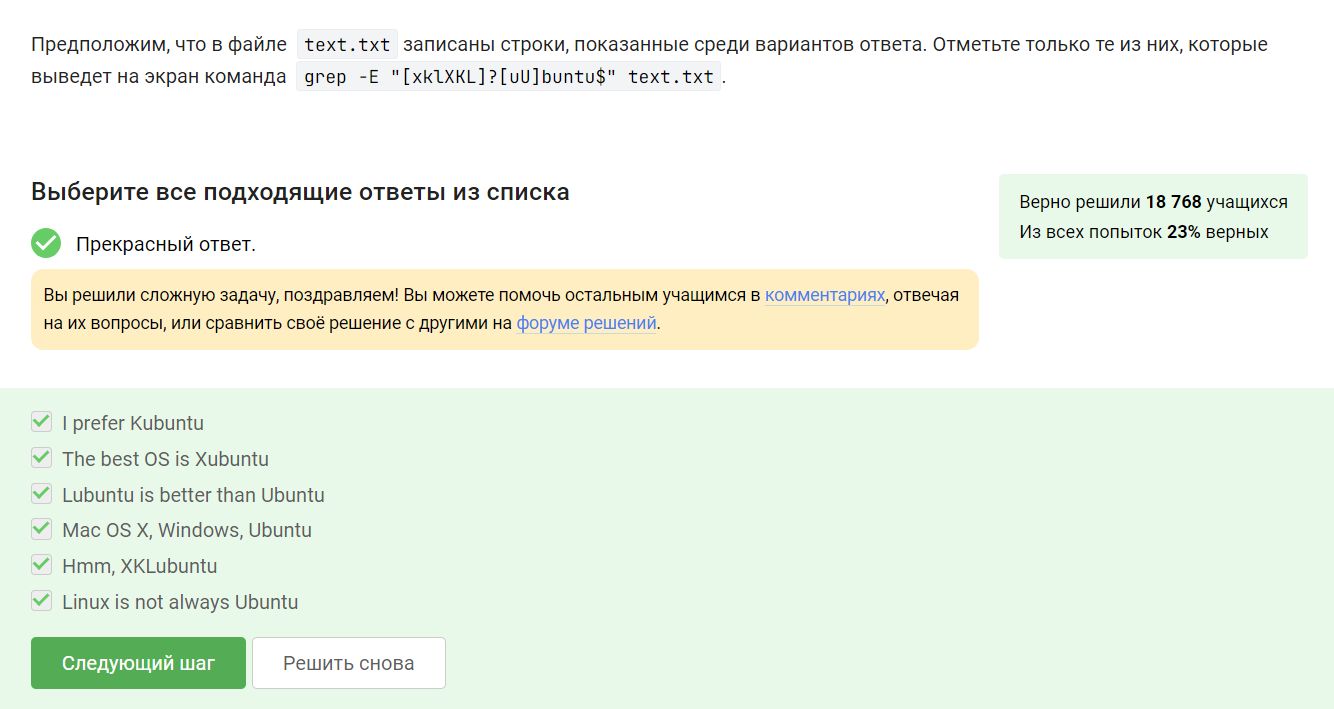 Предположим, что в файле text.txt записаны строки, показанные среди вариантов ответа. Отметьте только те из них, которые
выведет на экран команда grep -E "[xklXKL]?[uU]buntu$" text.txt.
Выберите все подходящие ответы из списка
Верно решили 18 768 учащихся
Из всех попыток 23% верных
Прекрасный ответ.
Вы решили сложную задачу, поздравляем! Вы можете помочь остальным учащимся в комментариях, отвечая
на их вопросы, или сравнить своё решение с другими на форуме решений.
I prefer Kubuntu
The best OS is Xubuntu
Lubuntu is better than Ubuntu
Mac OS X, Windows, Ubuntu
Hmm, XKLubuntu
Linux is not always Ubuntu
Следующий шаг
Решить снова